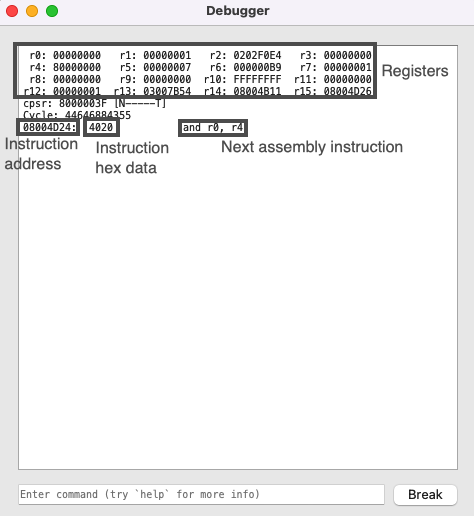 Debugger
r0: 00000000 r1: 00000001 r2: 0202F0E4 r3: 00000000
r4: 80000000 r5: 00000007 r6: 000000B9 r7: 00000001
r8: 00000000 r9: 00000000 r10: FFFFFFFF r11: 00000000
r12: 00000001 r13: 03007B54 r14: 08004B11 r15: 08004D26
Registers
cpsr: 8000003F [N-----T]
Cycle: 44646884355
08004D24: 4020 and r0, r4
Instruction address
Instruction hex data
Next assembly instruction
Enter command (try `help` for more info)
Break